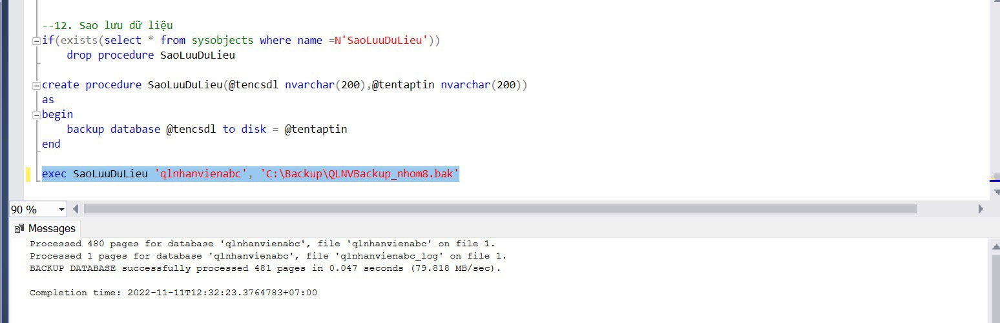 --12. Sao lưu dữ liệu
if(exists(select * from sysobjects where name =N'SaoLuuDuLieu'))
drop procedure SaoLuuDuLieu
create procedure SaoLuuDuLieu(@tencsdl nvarchar(200),@tentaptin nvarchar(200))
as
begin
backup database @tencsdl to disk = @tentaptin
end
exec SaoLuuDuLieu 'qlnhanvienabc', 'C:\Backup\QLNVBackup_nhom8.bak'
90 %
Messages
Processed 480 pages for database 'qlnhanvienabc', file 'qlnhanvienabc' on file 1.
Processed 1 pages for database 'qlnhanvienabc', file 'qlnhanvienabc_log' on file 1.
BACKUP DATABASE successfully processed 481 pages in 0.047 seconds (79.818 MB/sec).
Completion time: 2022-11-11T12:32:23.3764783+07:00